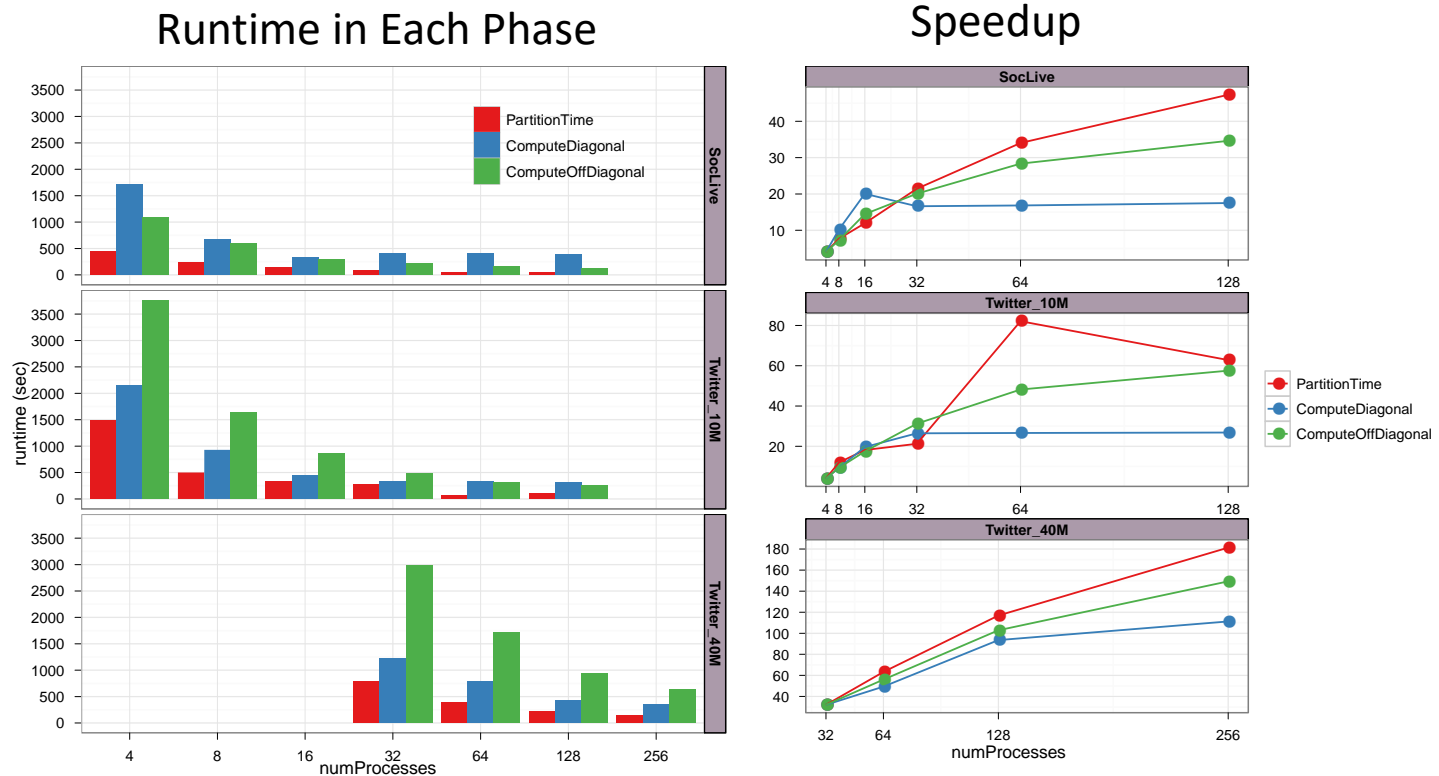 Runtime in Each Phase
3500
3000
2500
2000
1500
1000
500
0
PartitionTime
ComputeDiagonal
ComputeOffDiagonal
SocLive
3500
3000
2500
2000
1500
1000
500
0
Twitter_10M
3500
3000
2500
2000
1500
1000
500
0
Twitter_40M
runtime (sec)
4 8 16 32 64 128 256
numProcesses
Speedup
SocLive
40
30
20
10
4 8 16 32 64 128
Twitter_10M
80
60
40
20
4 8 16 32 64 128
Twitter_40M
180
160
140
120
100
80
60
40
32 64 128 256
numProcesses
PartitionTime
ComputeDiagonal
ComputeOffDiagonal